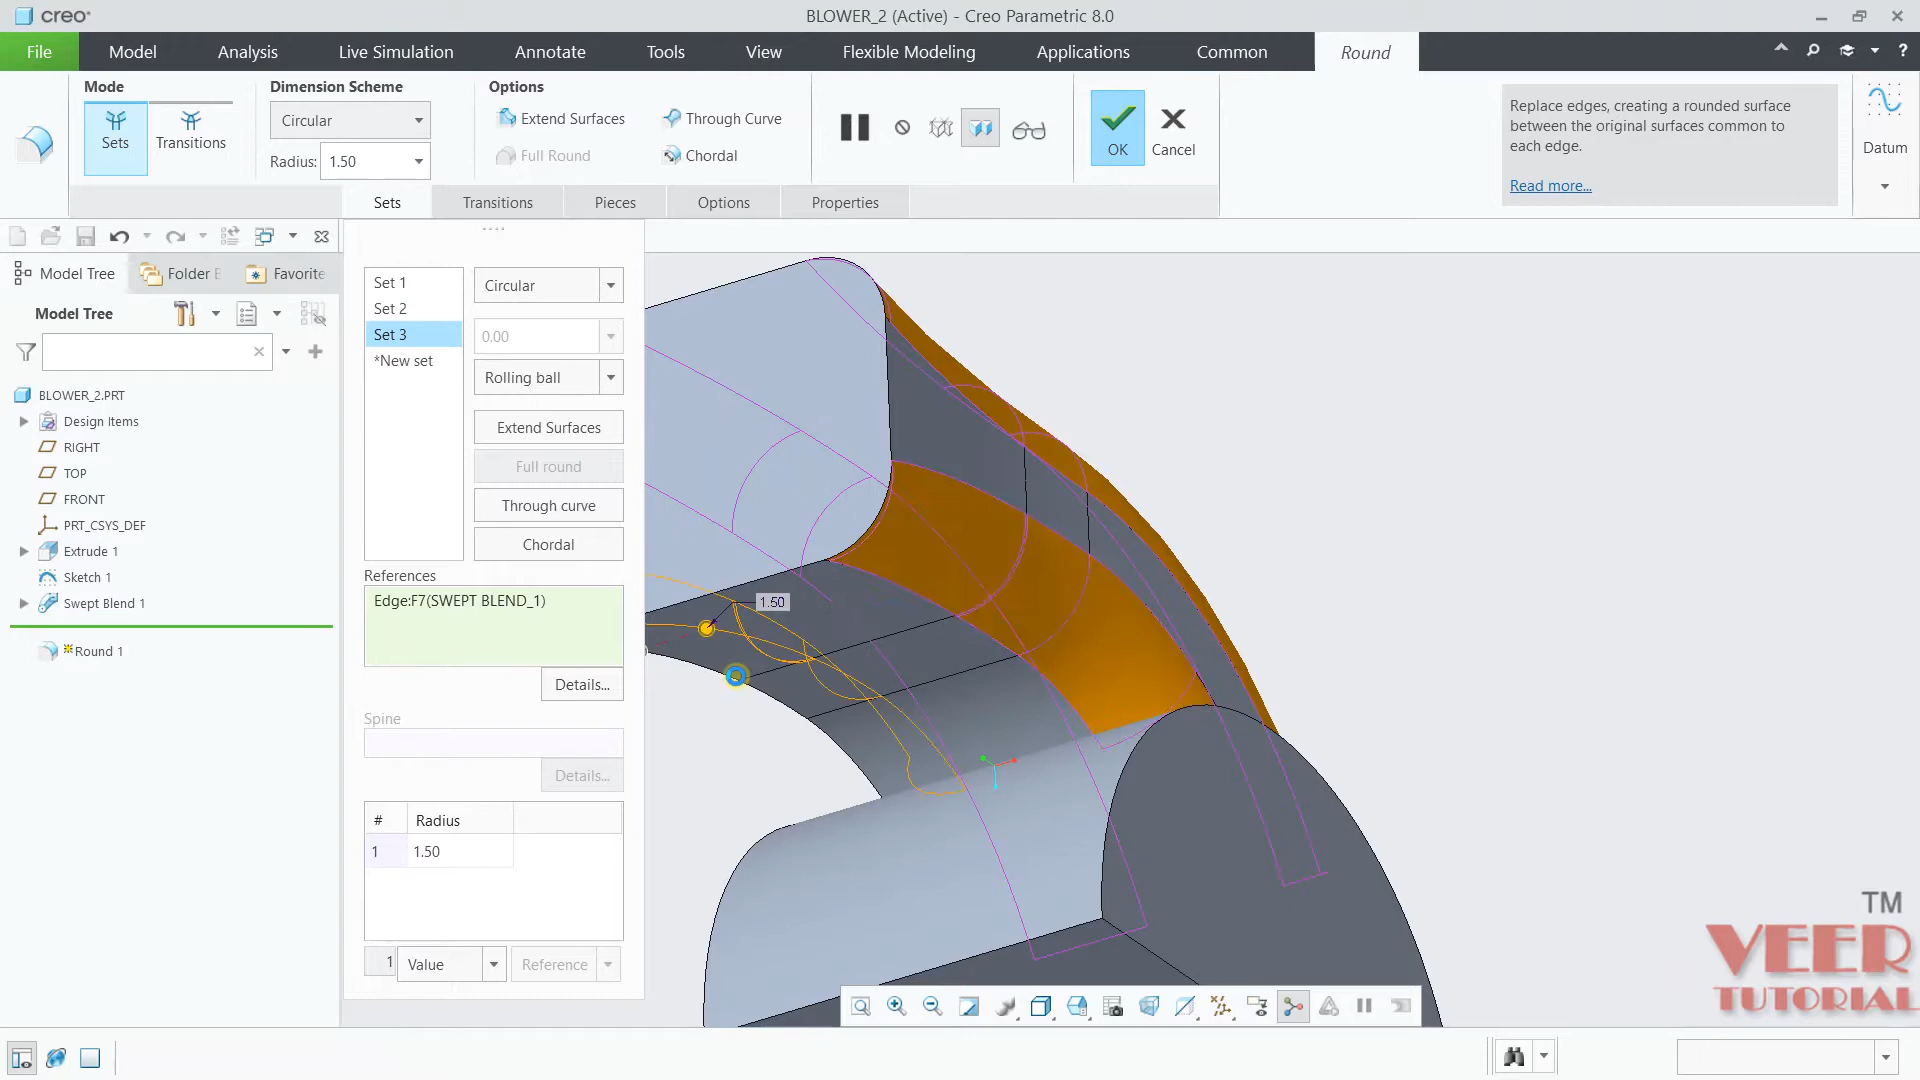 creo
BLOWER_2 (Active) - Creo Parametric 8.0
File
Model
Analysis
Live Simulation
Annotate
Tools
View
Flexible Modeling
Applications
Common
Round
Mode
Sets
Transitions
Dimension Scheme
Circular
Radius: 1.50
Options
Extend Surfaces
Through Curve
Full Round
Chordal
OK
Cancel
Replace edges, creating a rounded surface
between the original surfaces common to
each edge.
Read more...
Datum
Sets
Transitions
Pieces
Options
Properties
Model Tree
Folder B
Favorite
Model Tree
BLOWER_2.PRT
Design Items
RIGHT
TOP
FRONT
PRT_CSYS_DEF
Extrude 1
Sketch 1
Swept Blend 1
Round 1
Set 1
Set 2
Set 3
*New set
Circular
0.00
Rolling ball
Extend Surfaces
Full round
Through curve
Chordal
References
Edge:F7(SWEPT BLEND_1)
Details...
Spine
Details...
# Radius
1 1.50
1 Value Reference
1.50
TM
VEER
TUTORIAL